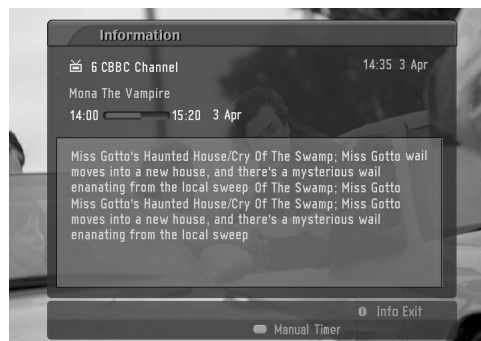 Information
6 CBBC Channel 14:35 3 Apr
Mona The Vampire
14:00 15:20 3 Apr
Miss Gotto's Haunted House/Cry Of The Swamp; Miss Gotto wail
moves into a new house, and there's a mysterious wail
enanating from the local sweep Of The Swamp; Miss Gotto
Miss Gotto's Haunted House/Cry Of The Swamp; Miss Gotto
moves into a new house, and there's a mysterious wail
enanating from the local sweep
i Info Exit
Manual Timer